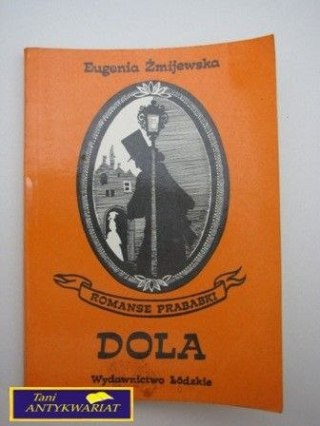 Eugenia Żmijewska
ROMANSE PRABABKI
DOLA
Wydawnictwo Łódzkie
Tani
ANTYKWARIAT